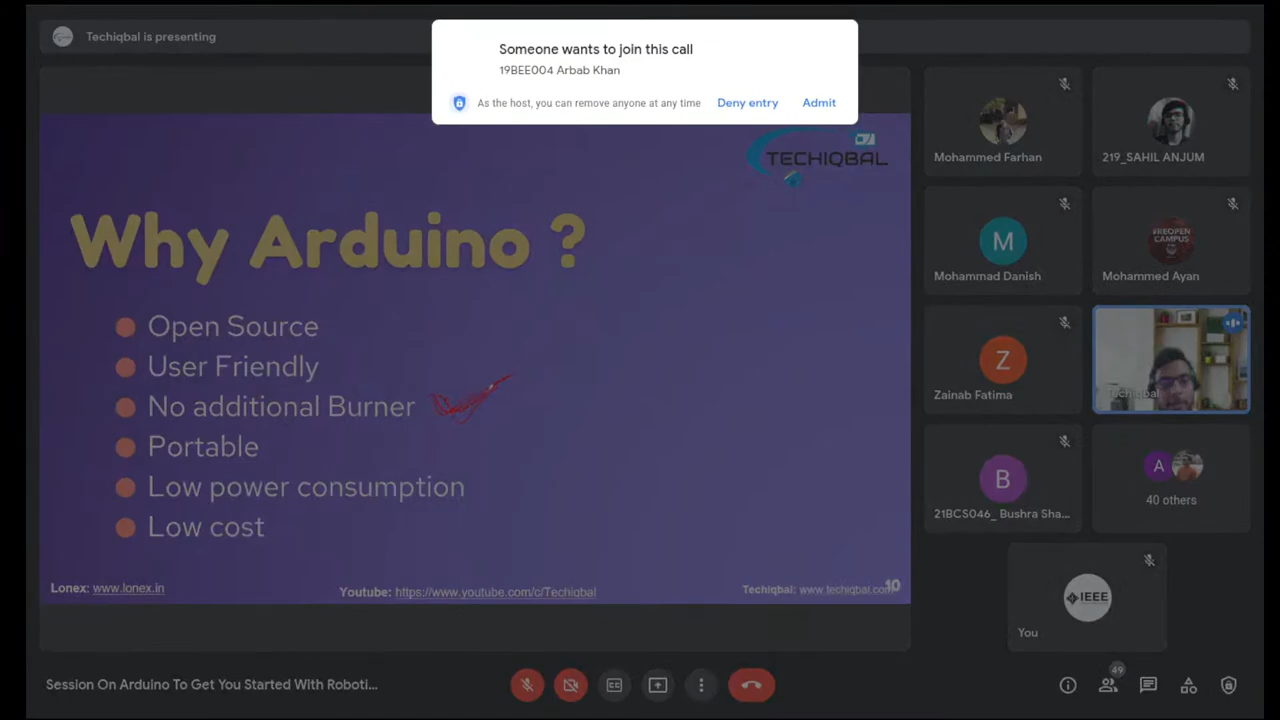 Techiqbal is presenting
Someone wants to join this call
19BEE004 Arbab Khan
As the host, you can remove anyone at any time
Deny entry
Admit
TECHIQBAL
Why Arduino ?
Open Source
User Friendly
No additional Burner
Portable
Low power consumption
Low cost
Lonex: www.lonex.in
Youtube: https://www.youtube.com/c/Techiqbal
Techiqbal: www.techiqbal.com
10
Mohammed Farhan
219_SAHIL ANJUM
M
Mohammad Danish
#REOPEN
CAMPUS
Mohammed Ayan
Z
Zainab Fatima
Techiqbal
B
21BCS046_ Bushra Sha...
A
40 others
IEEE
You
Session On Arduino To Get You Started With Roboti...
49